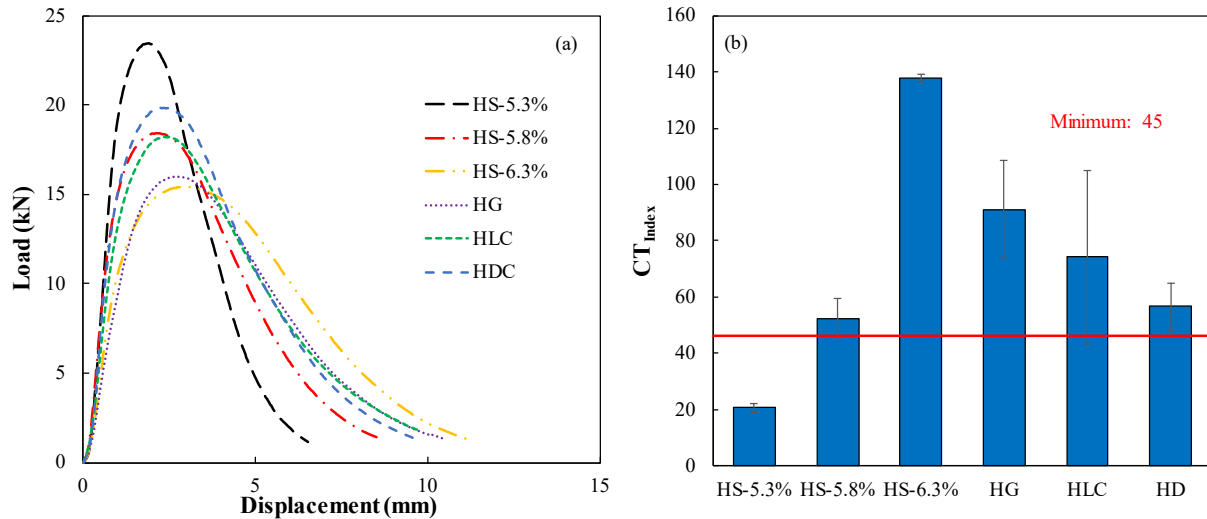 (a)
25
20
15
10
5
0
0 5 10 15
Load (kN)
Displacement (mm)
HS-5.3%
HS-5.8%
HS-6.3%
HG
HLC
HDC
(b)
160
140
120
100
80
60
40
20
0
CT Index
Minimum: 45
HS-5.3% HS-5.8% HS-6.3% HG HLC HD